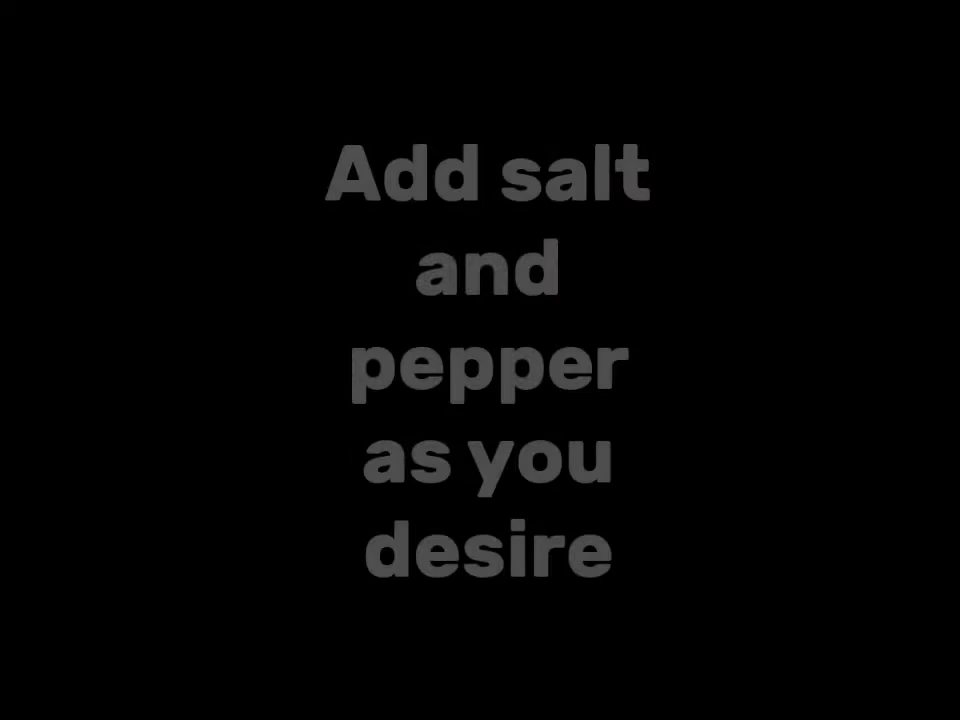 Add salt
and
pepper
as you
desire